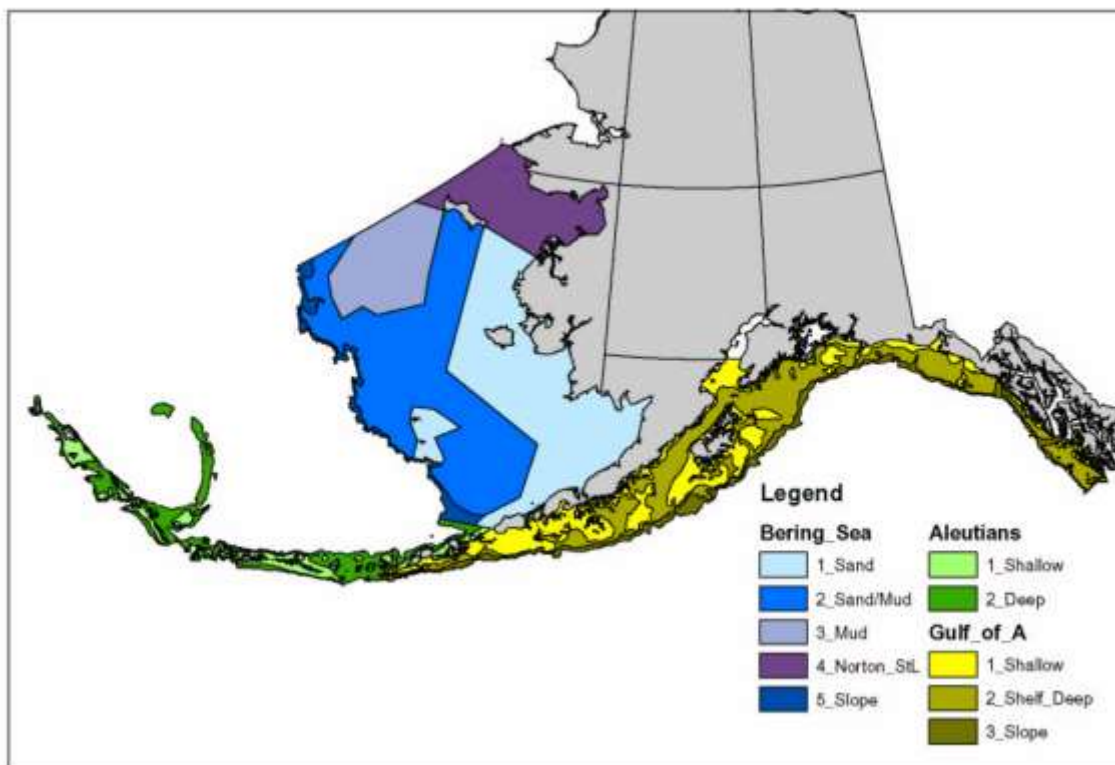 Legend
Bering_Sea
1_Sand
2_Sand/Mud
3_Mud
4_Norton_StL
5_Slope
Aleutians
1_Shallow
2_Deep
Gulf_of_A
1_Shallow
2_Shelf_Deep
3_Slope